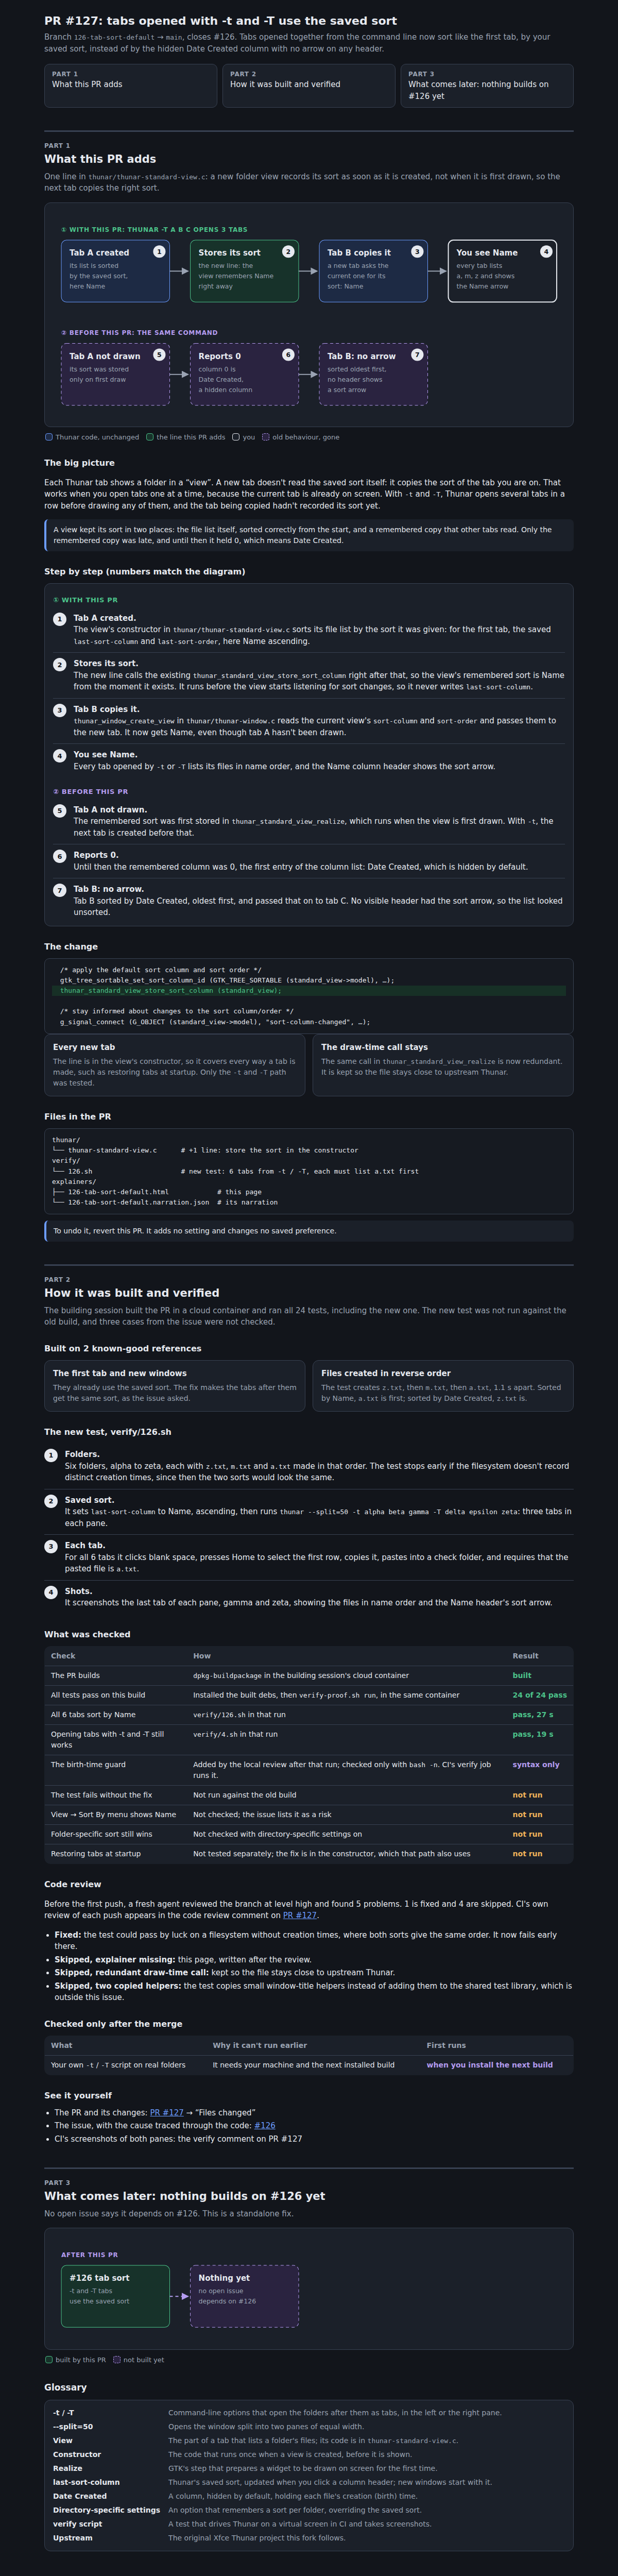 PR #127: tabs opened with -t and -T use the saved sort
Branch 126-tab-sort-default → main, closes #126. Tabs opened together from the command line now sort like the first tab, by your
saved sort, instead of by the hidden Date Created column with no arrow on any header.
PART 1
What this PR adds
PART 2
How it was built and verified
PART 3
What comes later: nothing builds on
#126 yet
PART 1
What this PR adds
One line in thunar/thunar-standard-view.c: a new folder view records its sort as soon as it is created, not when it is first drawn, so the
next tab copies the right sort.
① WITH THIS PR: THUNAR -T A B C OPENS 3 TABS
Tab A created
1
its list is sorted
by the saved sort,
here Name
Stores its sort
2
the new line: the
view remembers Name
right away
Tab B copies it
3
a new tab asks the
current one for its
sort: Name
You see Name
4
every tab lists
a, m, z and shows
the Name arrow
② BEFORE THIS PR: THE SAME COMMAND
Tab A not drawn
5
its sort was stored
only on first draw
Reports 0
6
column 0 is
Date Created,
a hidden column
Tab B: no arrow
7
sorted oldest first,
no header shows
a sort arrow
Thunar code, unchanged
the line this PR adds
you
old behaviour, gone
The big picture
Each Thunar tab shows a folder in a “view”. A new tab doesn't read the saved sort itself: it copies the sort of the tab you are on. That
works when you open tabs one at a time, because the current tab is already on screen. With -t and -T, Thunar opens several tabs in a
row before drawing any of them, and the tab being copied hadn't recorded its sort yet.
A view kept its sort in two places: the file list itself, sorted correctly from the start, and a remembered copy that other tabs read. Only the
remembered copy was late, and until then it held 0, which means Date Created.
Step by step (numbers match the diagram)
① WITH THIS PR
1
Tab A created.
The view's constructor in thunar/thunar-standard-view.c sorts its file list by the sort it was given: for the first tab, the saved
last-sort-column and last-sort-order, here Name ascending.
2
Stores its sort.
The new line calls the existing thunar_standard_view_store_sort_column right after that, so the view's remembered sort is Name
from the moment it exists. It runs before the view starts listening for sort changes, so it never writes last-sort-column.
3
Tab B copies it.
thunar_window_create_view in thunar/thunar-window.c reads the current view's sort-column and sort-order and passes them to
the new tab. It now gets Name, even though tab A hasn't been drawn.
4
You see Name.
Every tab opened by -t or -T lists its files in name order, and the Name column header shows the sort arrow.
② BEFORE THIS PR
5
Tab A not drawn.
The remembered sort was first stored in thunar_standard_view_realize, which runs when the view is first drawn. With -t, the
next tab is created before that.
6
Reports 0.
Until then the remembered column was 0, the first entry of the column list: Date Created, which is hidden by default.
7
Tab B: no arrow.
Tab B sorted by Date Created, oldest first, and passed that on to tab C. No visible header had the sort arrow, so the list looked
unsorted.
The change
/* apply the default sort column and sort order */
gtk_tree_sortable_set_sort_column_id (GTK_TREE_SORTABLE (standard_view->model), …);
thunar_standard_view_store_sort_column (standard_view);
/* stay informed about changes to the sort column/order */
g_signal_connect (G_OBJECT (standard_view->model), "sort-column-changed", …);
Every new tab
The line is in the view's constructor, so it covers every way a tab is
made, such as restoring tabs at startup. Only the -t and -T path
was tested.
The draw-time call stays
The same call in thunar_standard_view_realize is now redundant.
It is kept so the file stays close to upstream Thunar.
Files in the PR
thunar/
└── thunar-standard-view.c # +1 line: store the sort in the constructor
verify/
└── 126.sh # new test: 6 tabs from -t / -T, each must list a.txt first
explainers/
├── 126-tab-sort-default.html # this page
└── 126-tab-sort-default.narration.json # its narration
To undo it, revert this PR. It adds no setting and changes no saved preference.
PART 2
How it was built and verified
The building session built the PR in a cloud container and ran all 24 tests, including the new one. The new test was not run against the
old build, and three cases from the issue were not checked.
Built on 2 known-good references
The first tab and new windows
They already use the saved sort. The fix makes the tabs after them
get the same sort, as the issue asked.
Files created in reverse order
The test creates z.txt, then m.txt, then a.txt, 1.1 s apart. Sorted
by Name, a.txt is first; sorted by Date Created, z.txt is.
The new test, verify/126.sh
1
Folders.
Six folders, alpha to zeta, each with z.txt, m.txt and a.txt made in that order. The test stops early if the filesystem doesn't record
distinct creation times, since then the two sorts would look the same.
2
Saved sort.
It sets last-sort-column to Name, ascending, then runs thunar --split=50 -t alpha beta gamma -T delta epsilon zeta: three tabs in
each pane.
3
Each tab.
For all 6 tabs it clicks blank space, presses Home to select the first row, copies it, pastes into a check folder, and requires that the
pasted file is a.txt.
4
Shots.
It screenshots the last tab of each pane, gamma and zeta, showing the files in name order and the Name header's sort arrow.
What was checked
Check How Result
The PR builds dpkg-buildpackage in the building session's cloud container built
All tests pass on this build Installed the built debs, then verify-proof.sh run, in the same container 24 of 24 pass
All 6 tabs sort by Name verify/126.sh in that run pass, 27 s
Opening tabs with -t and -T still
works verify/4.sh in that run pass, 19 s
The birth-time guard Added by the local review after that run; checked only with bash -n. CI's verify job
runs it. syntax only
The test fails without the fix Not run against the old build not run
View → Sort By menu shows Name Not checked; the issue lists it as a risk not run
Folder-specific sort still wins Not checked with directory-specific settings on not run
Restoring tabs at startup Not tested separately; the fix is in the constructor, which that path also uses not run
Code review
Before the first push, a fresh agent reviewed the branch at level high and found 5 problems. 1 is fixed and 4 are skipped. CI's own
review of each push appears in the code review comment on PR #127.
• Fixed: the test could pass by luck on a filesystem without creation times, where both sorts give the same order. It now fails early
there.
• Skipped, explainer missing: this page, written after the review.
• Skipped, redundant draw-time call: kept so the file stays close to upstream Thunar.
• Skipped, two copied helpers: the test copies small window-title helpers instead of adding them to the shared test library, which is
outside this issue.
Checked only after the merge
What Why it can't run earlier First runs
Your own -t / -T script on real folders It needs your machine and the next installed build when you install the next build
See it yourself
• The PR and its changes: PR #127 → “Files changed”
• The issue, with the cause traced through the code: #126
• CI's screenshots of both panes: the verify comment on PR #127
PART 3
What comes later: nothing builds on #126 yet
No open issue says it depends on #126. This is a standalone fix.
AFTER THIS PR
#126 tab sort
-t and -T tabs
use the saved sort
Nothing yet
no open issue
depends on #126
built by this PR
not built yet
Glossary
-t / -T Command-line options that open the folders after them as tabs, in the left or the right pane.
--split=50 Opens the window split into two panes of equal width.
View The part of a tab that lists a folder's files; its code is in thunar-standard-view.c.
Constructor The code that runs once when a view is created, before it is shown.
Realize GTK's step that prepares a widget to be drawn on screen for the first time.
last-sort-column Thunar's saved sort, updated when you click a column header; new windows start with it.
Date Created A column, hidden by default, holding each file's creation (birth) time.
Directory-specific settings An option that remembers a sort per folder, overriding the saved sort.
verify script A test that drives Thunar on a virtual screen in CI and takes screenshots.
Upstream The original Xfce Thunar project this fork follows.